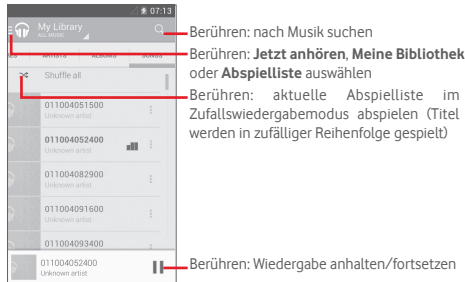 07:13
My Library
ALL MUSIC
ARTISTS ALBUMS SONGS
Shuffle all
011004051500
Unknown artist
011004052400
Unknown artist
011004082900
Unknown artist
011004091600
Unknown artist
011004093400
011004052400
Unknown artist
Berühren: nach Musik suchen
Berühren: Jetzt anhören, Meine Bibliothek
oder Abspielliste auswählen
Berühren: aktuelle Abspielliste im
Zufallswiedergabemodus abspielen (Titel
werden in zufälliger Reihenfolge gespielt)
Berühren: Wiedergabe anhalten/fortsetzen